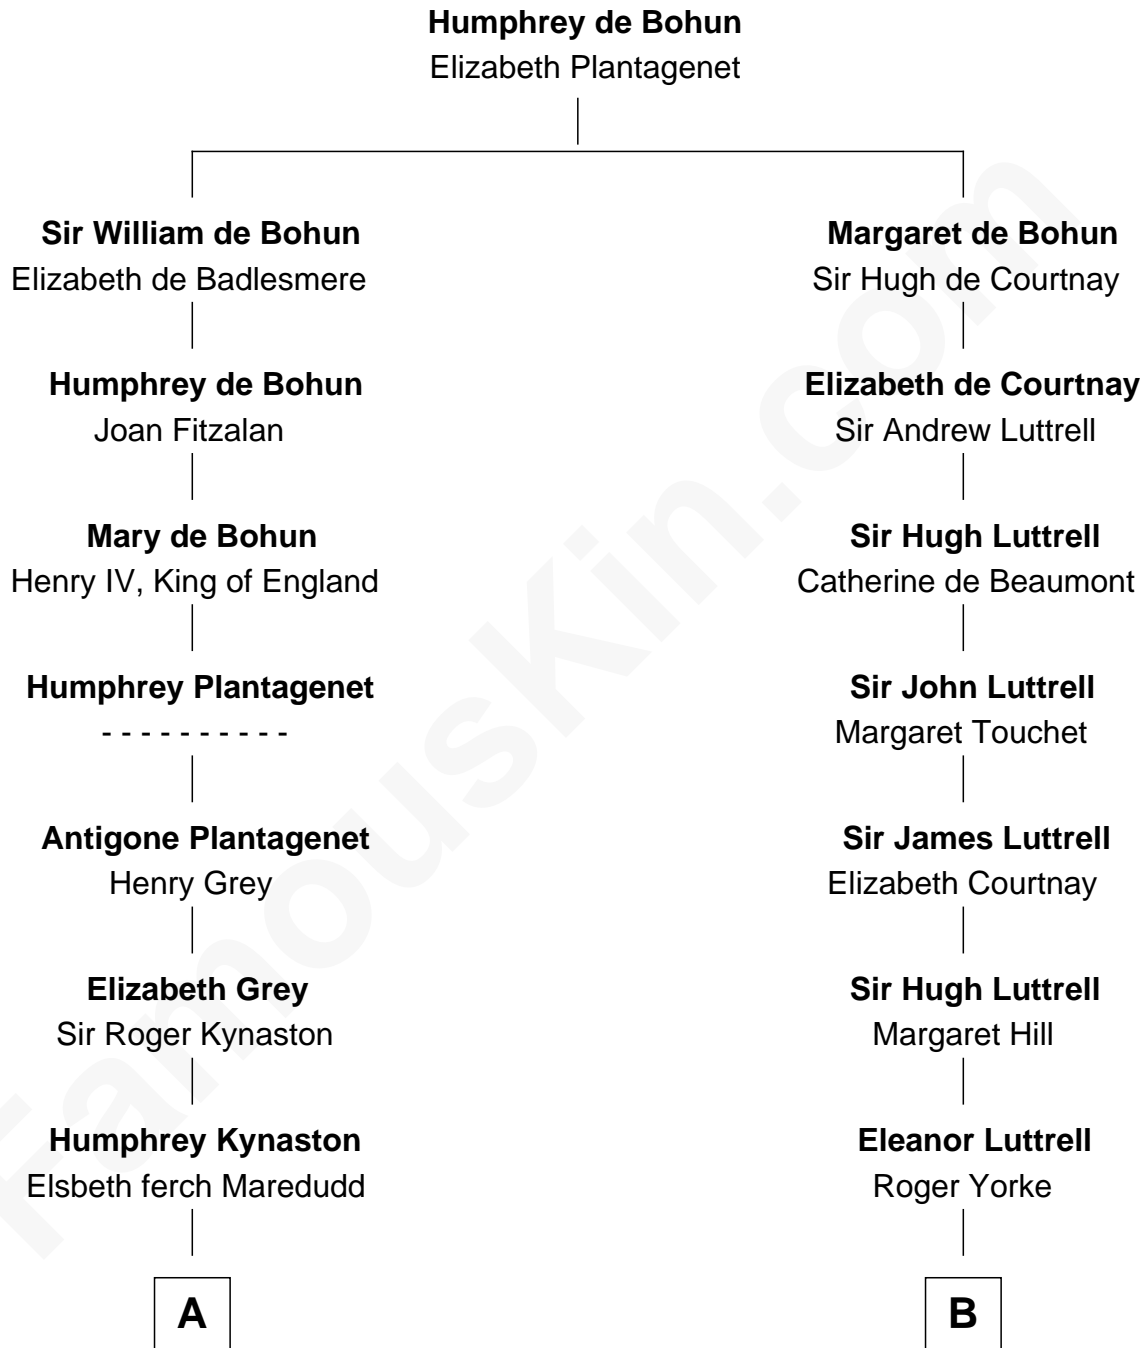 Humphrey de Bohun
Elizabeth Plantagenet
Sir William de Bohun
Elizabeth de Badlesmere
Humphrey de Bohun
Joan Fitzalan
Mary de Bohun
Henry IV, King of England
Humphrey Plantagenet
- - - - - - - - - -
Antigone Plantagenet
Henry Grey
Elizabeth Grey
Sir Roger Kynaston
Humphrey Kynaston
Elsbeth ferch Maredudd
A
Margaret de Bohun
Sir Hugh de Courtnay
Elizabeth de Courtnay
Sir Andrew Luttrell
Sir Hugh Luttrell
Catherine de Beaumont
Sir John Luttrell
Margaret Touchet
Sir James Luttrell
Elizabeth Courtnay
Sir Hugh Luttrell
Margaret Hill
Eleanor Luttrell
Roger Yorke
B
FamousKin.com